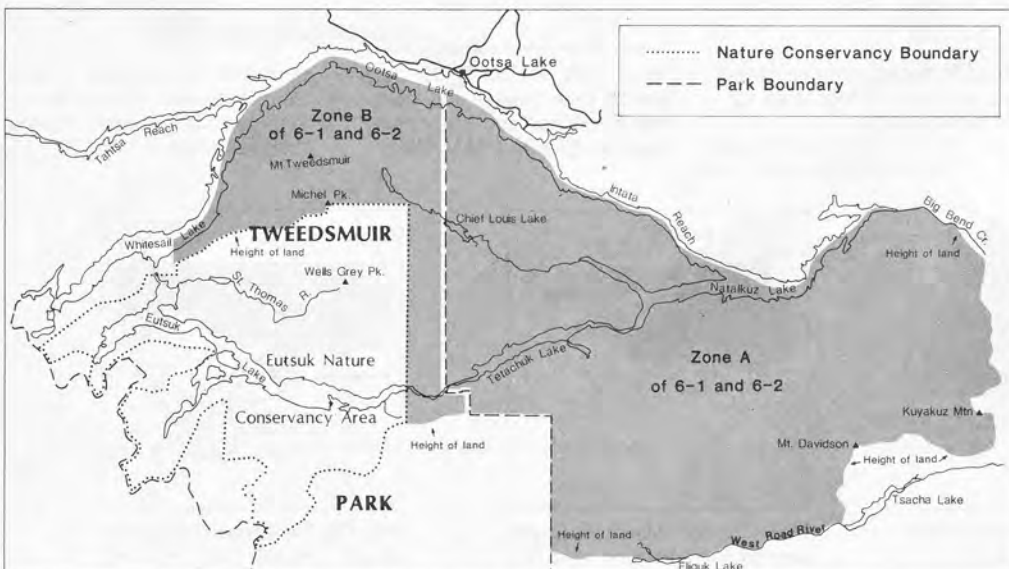 Nature Conservancy Boundary
Park Boundary
Ootsa Lake
Ootsa
Lake
Zone B
of 6-1 and 6-2
Tahtsa Reach
Mt Tweedsmuir
Michel Pk.
Intata
Reach
Big Bend Cr.
Chief Louis Lake
Whitesail Lake
TWEEDSMUIR
Height of land
Height of land
Wells Grey Pk.
St. Thomas R.
Natalkuz Lake
Eutsuk
Lake
Tetachuk Lake
Zone A
of 6-1 and 6-2
Eutsuk Nature
Conservancy Area
Kuyakuz Mtn
Height of land
Mt. Davidson
Height of land
PARK
Tsacha Lake
Height of land
West Road River
Eliguk Lake